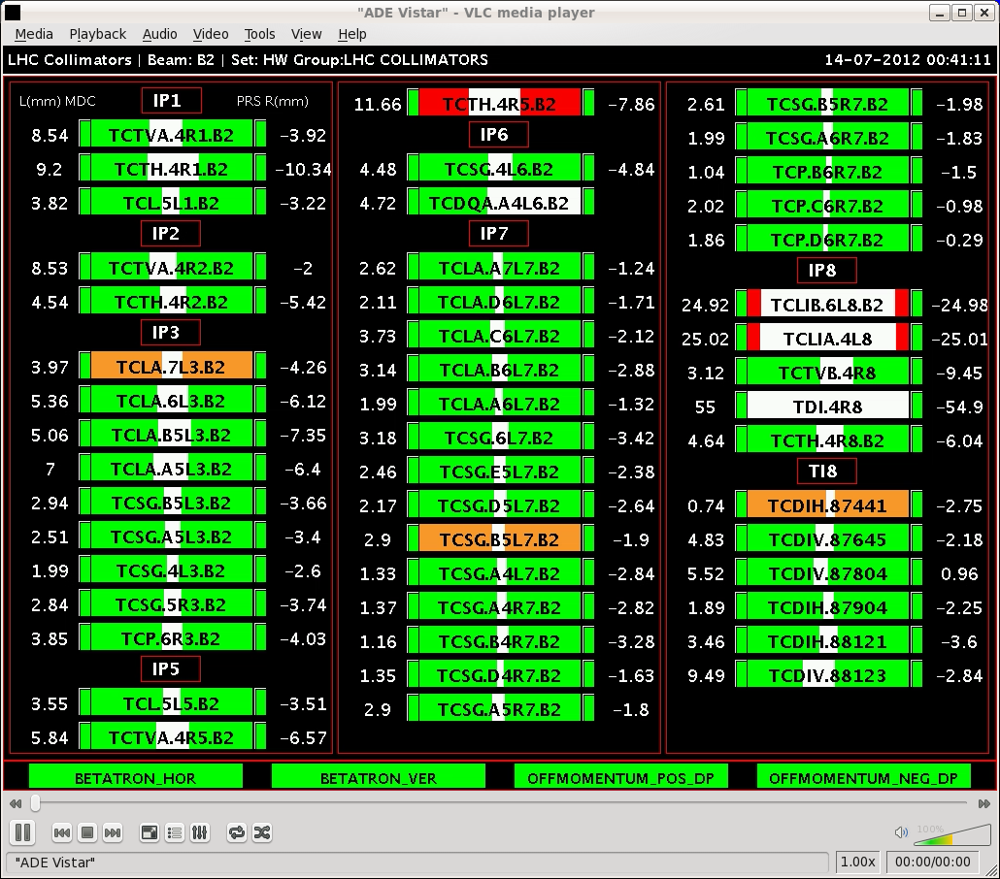 "ADE Vistar" - VLC media player
Media Playback Audio Video Tools View Help
LHC Collimators | Beam: B2 | Set: HW Group:LHC COLLIMATORS 14-07-2012 00:41:11
L(mm) MDC IP1 PRS R(mm)
8.54 TCTVA.4R1.B2 -3.92
9.2 TCTH.4R1.B2 -10.34
3.82 TCL.5L1.B2 -3.22
IP2
8.53 TCTVA.4R2.B2 -2
4.54 TCTH.4R2.B2 -5.42
IP3
3.97 TCLA.7L3.B2 -4.26
5.36 TCLA.6L3.B2 -6.12
5.06 TCLA.B5L3.B2 -7.35
7 TCLA.A5L3.B2 -6.4
2.94 TCSG.B5L3.B2 -3.66
2.51 TCSG.A5L3.B2 -3.4
1.99 TCSG.4L3.B2 -2.6
2.84 TCSG.5R3.B2 -3.74
3.85 TCP.6R3.B2 -4.03
IP5
3.55 TCL.5L5.B2 -3.51
5.84 TCTVA.4R5.B2 -6.57
11.66 TCTH.4R5.B2 -7.86
IP6
4.48 TCSG.4L6.B2 -4.84
4.72 TCDQA.A4L6.B2
IP7
2.62 TCLA.A7L7.B2 -1.24
2.11 TCLA.D6L7.B2 -1.71
3.73 TCLA.C6L7.B2 -2.12
3.14 TCLA.B6L7.B2 -2.88
1.99 TCLA.A6L7.B2 -1.32
3.18 TCSG.6L7.B2 -3.42
2.46 TCSG.E5L7.B2 -2.38
2.17 TCSG.D5L7.B2 -2.64
2.9 TCSG.B5L7.B2 -1.9
1.33 TCSG.A4L7.B2 -2.84
1.37 TCSG.A4R7.B2 -2.82
1.16 TCSG.B4R7.B2 -3.28
1.35 TCSG.D4R7.B2 -1.63
2.9 TCSG.A5R7.B2 -1.8
2.61 TCSG.B5R7.B2 -1.98
1.99 TCSG.A6R7.B2 -1.83
1.04 TCP.B6R7.B2 -1.5
2.02 TCP.C6R7.B2 -0.98
1.86 TCP.D6R7.B2 -0.29
IP8
24.92 TCLIB.6L8.B2 -24.98
25.02 TCLIA.4L8 -25.01
3.12 TCTVB.4R8 -9.45
55 TDI.4R8 -54.9
4.64 TCTH.4R8.B2 -6.04
TI8
0.74 TCDIH.87441 -2.75
4.83 TCDIV.87645 -2.18
5.52 TCDIV.87804 0.96
1.89 TCDIH.87904 -2.25
3.46 TCDIH.88121 -3.6
9.49 TCDIV.88123 -2.84
BETATRON_HOR BETATRON_VER OFFMOMENTUM_POS_DP OFFMOMENTUM_NEG_DP
100%
"ADE Vistar" 1.00x 00:00/00:00